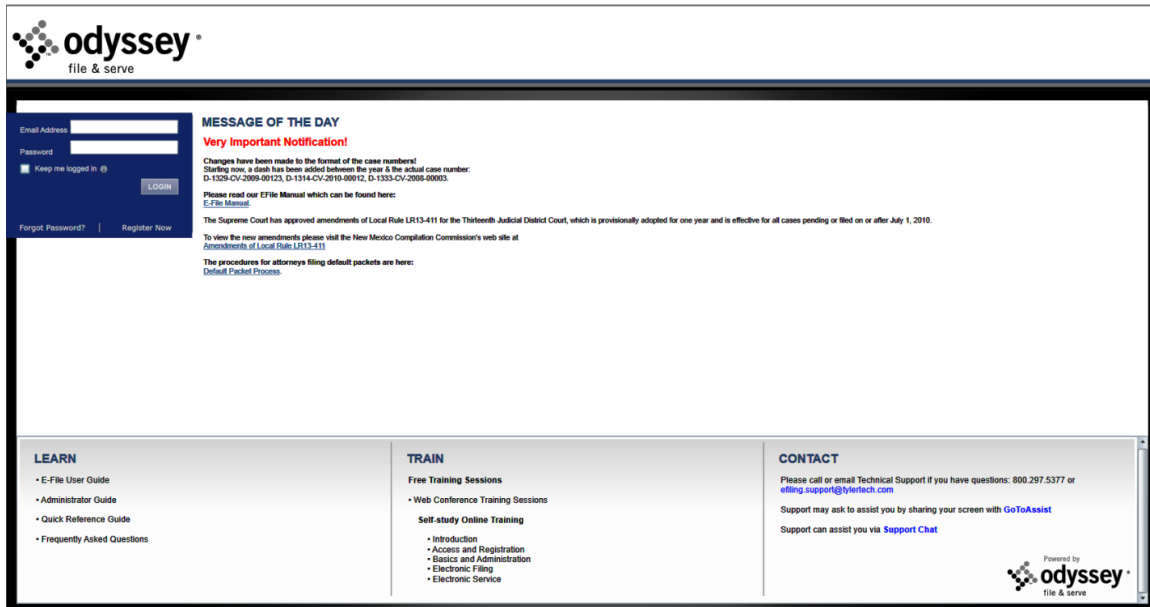 odyssey
file & serve
Email Address
Password
Keep me logged in
LOGIN
Forgot Password? | Register Now
MESSAGE OF THE DAY
Very Important Notification!
Changes have been made to the format of the case numbers!
Starting now, a dash has been added between the year & the actual case number:
D-1329-CV-2009-00123, D-1314-CV-2010-00012, D-1333-CV-2008-00003.
Please read our EFile Manual which can be found here:
E-File Manual.
The Supreme Court has approved amendments of Local Rule LR13-411 for the Thirteenth Judicial District Court, which is provisionally adopted for one year and is effective for all cases pending or filed on or after July 1, 2010.
To view the new amendments please visit the New Mexico Compilation Commission's web site at
Amendments of Local Rule LR13-411
The procedures for attorneys filing default packets are here:
Default Packet Process.
LEARN
• E-File User Guide
• Administrator Guide
• Quick Reference Guide
• Frequently Asked Questions
TRAIN
Free Training Sessions
• Web Conference Training Sessions
Self-study Online Training
• Introduction
• Access and Registration
• Basics and Administration
• Electronic Filing
• Electronic Service
CONTACT
Please call or email Technical Support if you have questions: 800.297.5377 or
efiling.support@tylertech.com
Support may ask to assist you by sharing your screen with GoToAssist
Support can assist you via Support Chat
Powered by
odyssey
file & serve